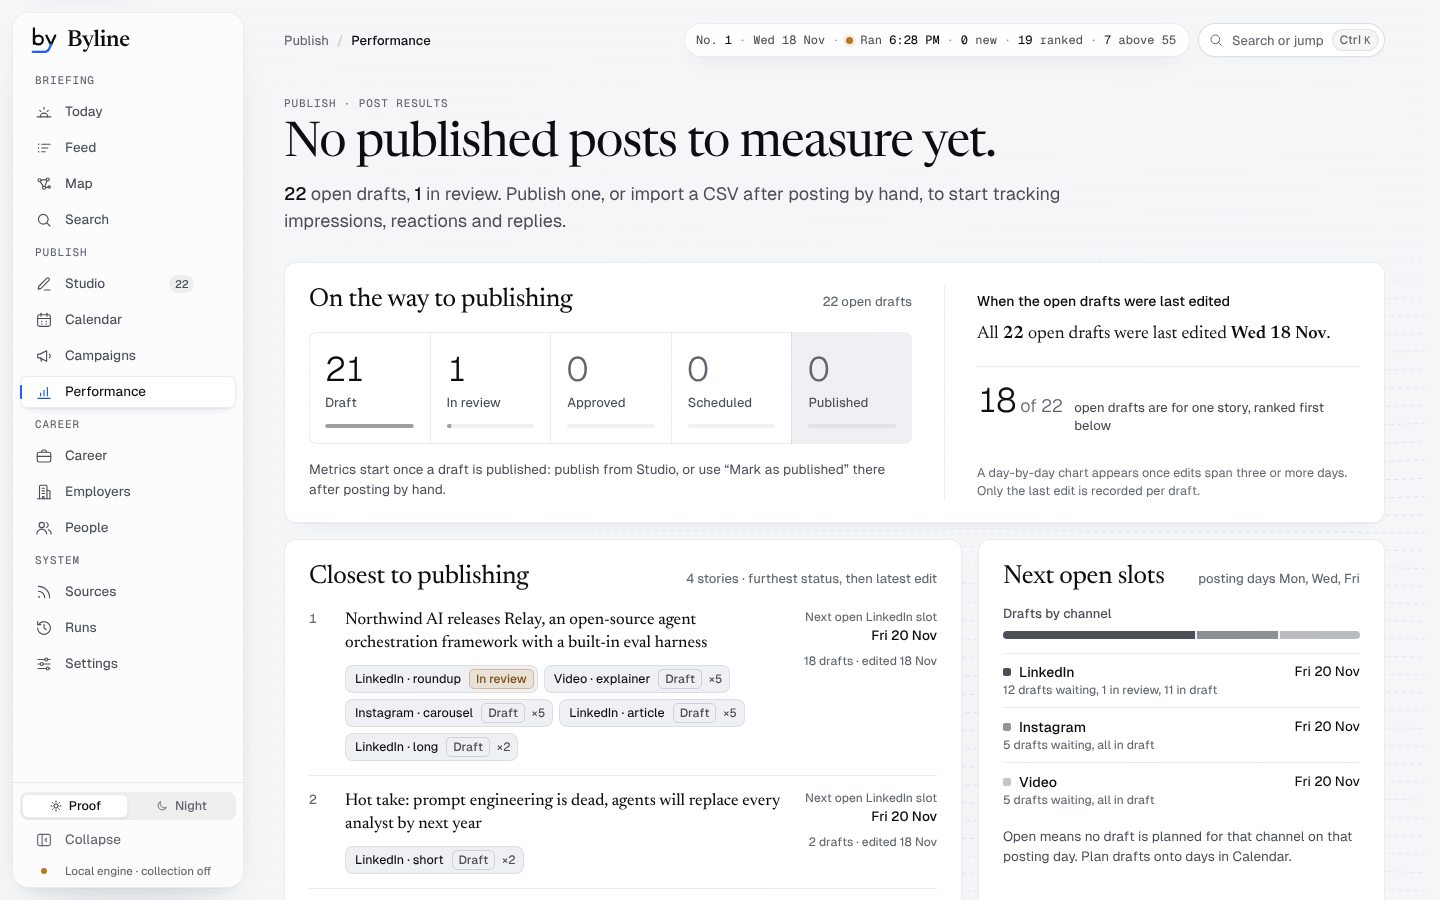 by Byline
BRIEFING
Today
Feed
Map
Search
PUBLISH
Studio 22
Calendar
Campaigns
Performance
CAREER
Career
Employers
People
SYSTEM
Sources
Runs
Settings
Proof Night
Collapse
Local engine · collection off
Publish / Performance
No. 1 · Wed 18 Nov · Ran 6:28 PM · 0 new · 19 ranked · 7 above 55
Search or jump Ctrl K
PUBLISH · POST RESULTS
No published posts to measure yet.
22 open drafts, 1 in review. Publish one, or import a CSV after posting by hand, to start tracking
impressions, reactions and replies.
On the way to publishing
22 open drafts
21 Draft
1 In review
0 Approved
0 Scheduled
0 Published
Metrics start once a draft is published: publish from Studio, or use “Mark as published” there
after posting by hand.
When the open drafts were last edited
All 22 open drafts were last edited Wed 18 Nov.
18 of 22 open drafts are for one story, ranked first
below
A day-by-day chart appears once edits span three or more days.
Only the last edit is recorded per draft.
Closest to publishing
4 stories · furthest status, then latest edit
1
Northwind AI releases Relay, an open-source agent
orchestration framework with a built-in eval harness
Next open LinkedIn slot
Fri 20 Nov
18 drafts · edited 18 Nov
LinkedIn · roundup In review Video · explainer Draft ×5
Instagram · carousel Draft ×5 LinkedIn · article Draft ×5
LinkedIn · long Draft ×2
2
Hot take: prompt engineering is dead, agents will replace every
analyst by next year
Next open LinkedIn slot
Fri 20 Nov
2 drafts · edited 18 Nov
LinkedIn · short Draft ×2
Next open slots
posting days Mon, Wed, Fri
Drafts by channel
LinkedIn Fri 20 Nov
12 drafts waiting, 1 in review, 11 in draft
Instagram Fri 20 Nov
5 drafts waiting, all in draft
Video Fri 20 Nov
5 drafts waiting, all in draft
Open means no draft is planned for that channel on that
posting day. Plan drafts onto days in Calendar.